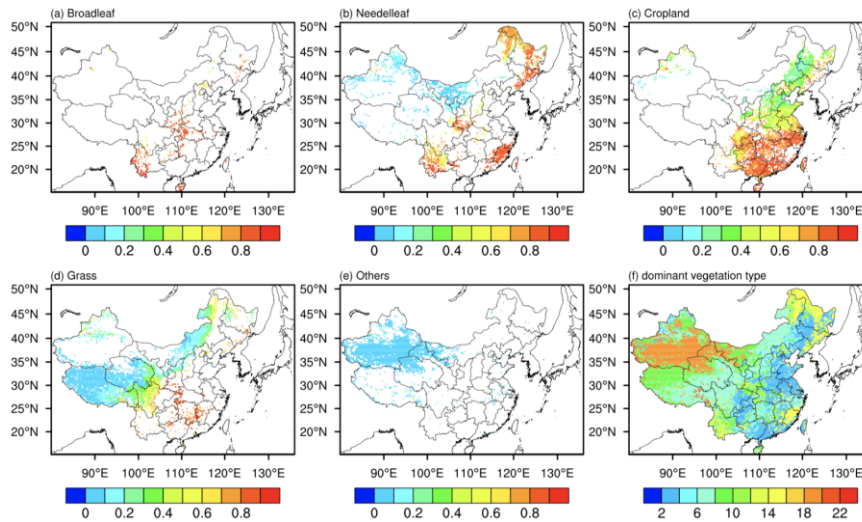 (a) Broadleaf
(b) Needelleaf
(c) Cropland
50°N
45°N
40°N
35°N
30°N
25°N
20°N
50°N
45°N
40°N
35°N
30°N
25°N
20°N
50°N
45°N
40°N
35°N
30°N
25°N
20°N
90°E 100°E 110°E 120°E 130°E
90°E 100°E 110°E 120°E 130°E
90°E 100°E 110°E 120°E 130°E
0 0.2 0.4 0.6 0.8
0 0.2 0.4 0.6 0.8
0 0.2 0.4 0.6 0.8
(d) Grass
(e) Others
(f) dominant vegetation type
50°N
45°N
40°N
35°N
30°N
25°N
20°N
50°N
45°N
40°N
35°N
30°N
25°N
20°N
50°N
45°N
40°N
35°N
30°N
25°N
20°N
90°E 100°E 110°E 120°E 130°E
90°E 100°E 110°E 120°E 130°E
90°E 100°E 110°E 120°E 130°E
0 0.2 0.4 0.6 0.8
0 0.2 0.4 0.6 0.8
2 6 10 14 18 22